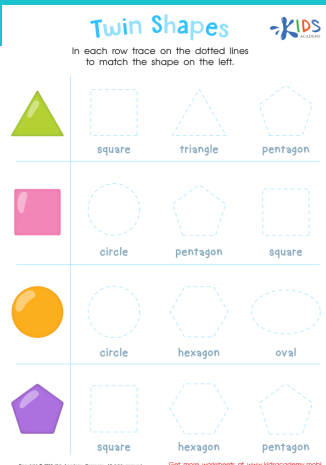 Twin Shapes
KIDS
ACADEMY
In each row trace on the dotted lines
to match the shape on the left.
square triangle pentagon
circle pentagon square
circle hexagon oval
square hexagon pentagon
Get more worksheets at www.kidsacademy.mobi